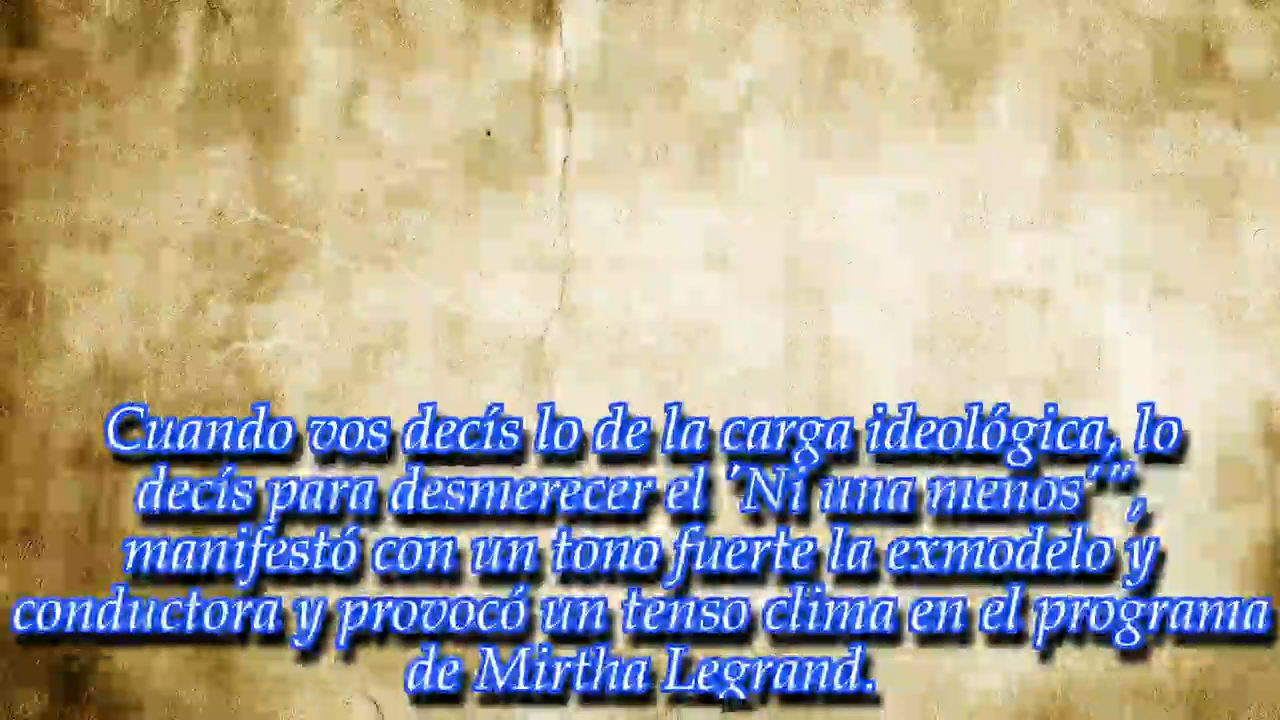 Cuando vos decís lo de la carga ideológica, lo
decís para desmerecer el 'Ni una menos'",
manifestó con un tono fuerte la exmodelo y
conductora y provocó un tenso clima en el programa
de Mirtha Legrand.